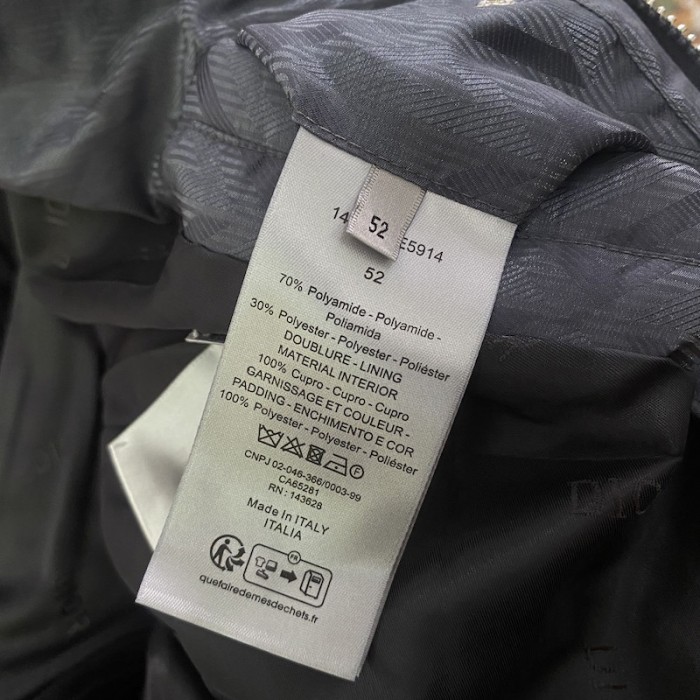 52
14 E5914
52
70% Polyamide - Polyamide -
Poliamida
30% Polyester - Polyester - Poliéster
DOUBLURE - LINING
MATERIAL INTERIOR
100% Cupro - Cupro - Cupro
GARNISSAGE ET COULEUR -
PADDING - ENCHIMENTO E COR
100% Polyester - Polyester - Poliéster
F
CNPJ 02-046-366/0003-99
CA65281
RN : 143628
Made In ITALY
ITALIA
FR
quefairedemesdechets.fr